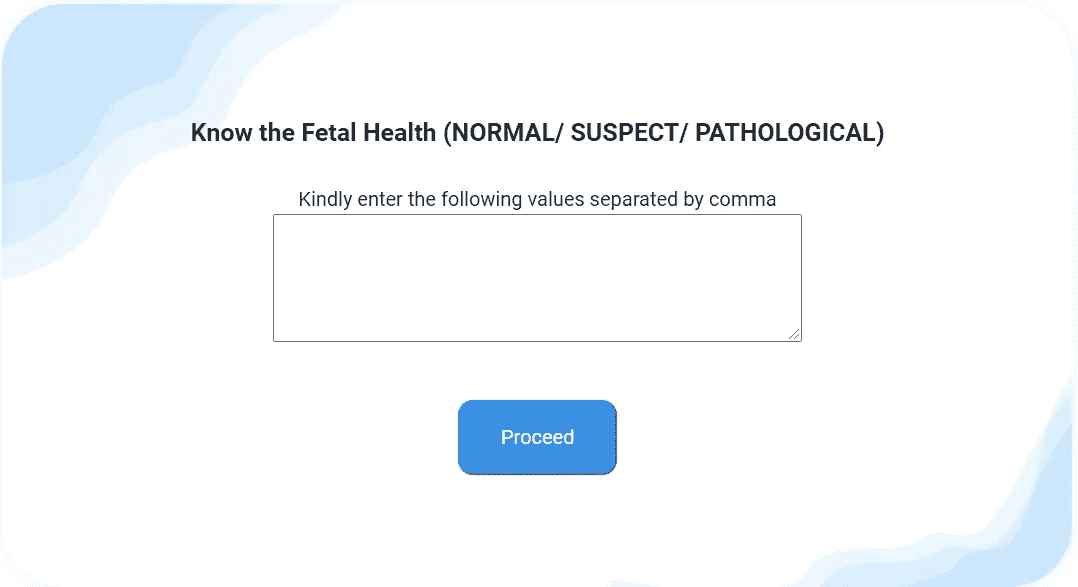 Know the Fetal Health (NORMAL/ SUSPECT/ PATHOLOGICAL)
Kindly enter the following values separated by comma
Proceed